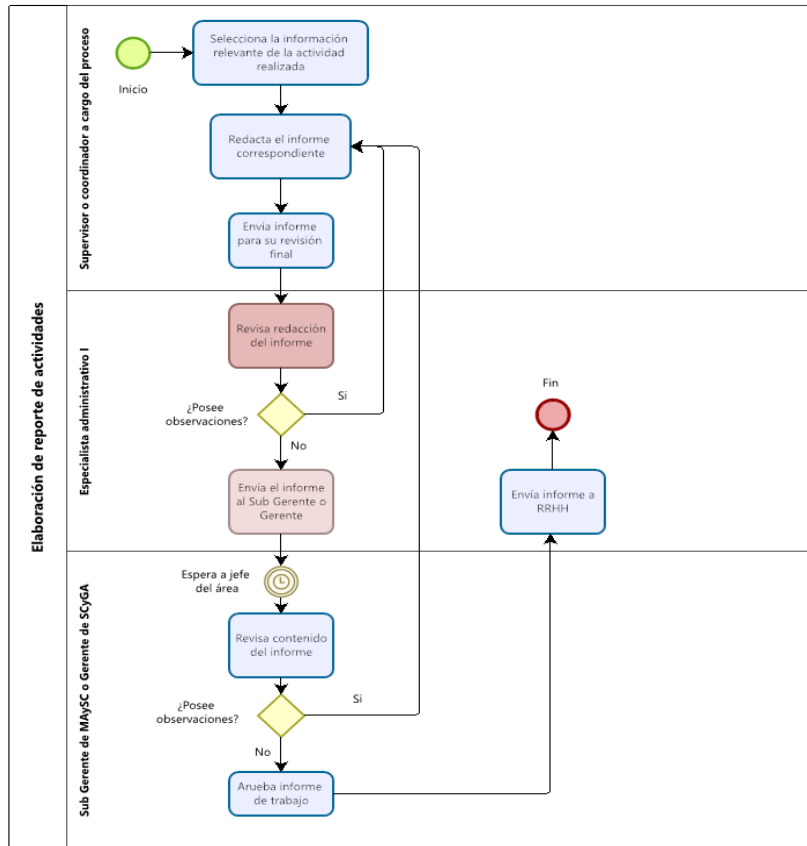 Elaboración de reporte de actividades
Supervisor o coordinador a cargo del proceso
Inicio
Selecciona la información
relevante de la actividad
realizada
Redacta el informe
correspondiente
Envía informe
para su revisión
final
Especialista administrativo I
Revisa redacción
del informe
¿Posee
observaciones?
Si
No
Envía el informe
al Sub Gerente o
Gerente
Fin
Envía informe a
RRHH
Sub Gerente de MAySC o Gerente de SCyGA
Espera a jefe
del área
Revisa contenido
del informe
¿Posee
observaciones?
Si
No
Arueba informe
de trabajo